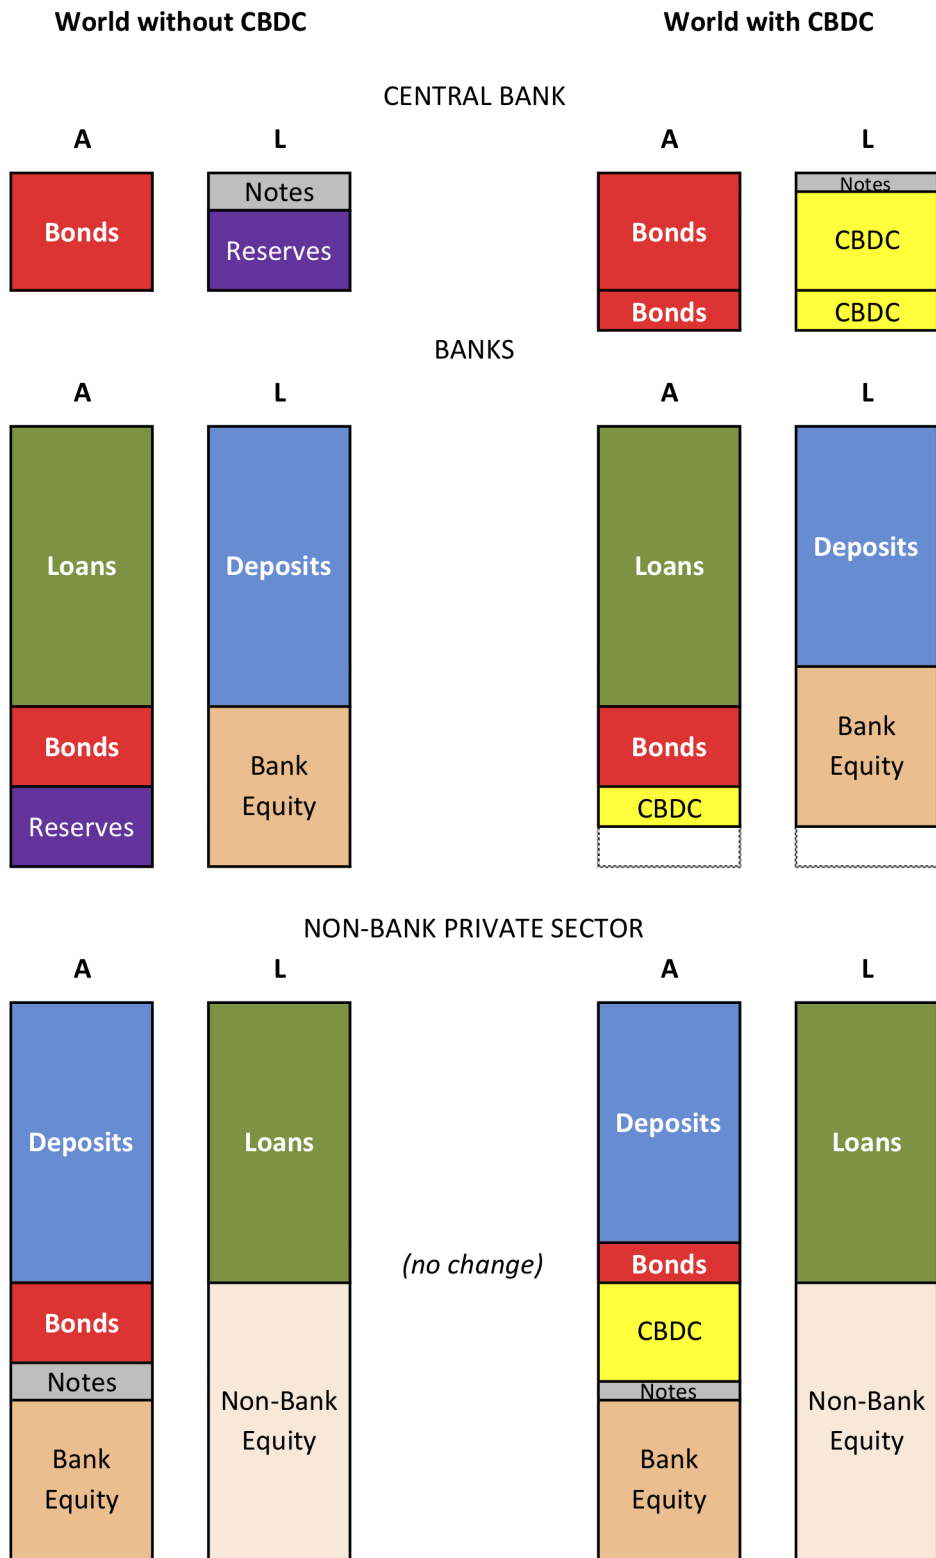 World without CBDC World with CBDC
CENTRAL BANK
A L A L
Notes Notes
Bonds Reserves Bonds CBDC
Bonds CBDC
BANKS
A L A L
Loans Deposits Loans Deposits
Bonds Bank Equity Bonds Bank Equity
Reserves CBDC
NON-BANK PRIVATE SECTOR
A L A L
Deposits Loans Deposits Loans
(no change) Bonds
Bonds CBDC
Notes Notes
Non-Bank Equity Non-Bank Equity
Bank Equity Bank Equity